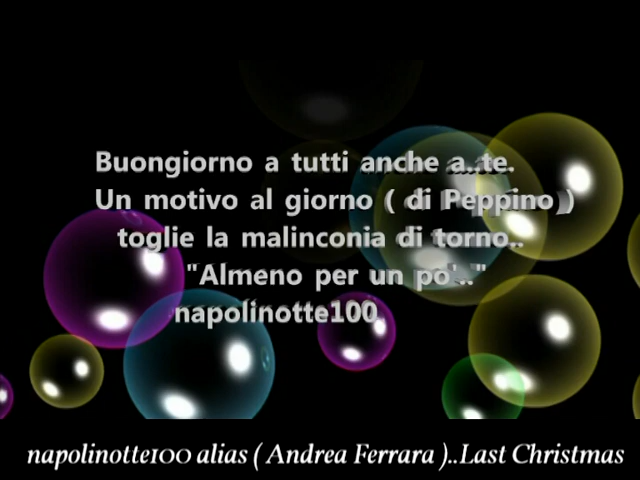 Buongiorno a tutti anche a..te.
Un motivo al giorno ( di Peppino )
toglie la malinconia di torno..
"Almeno per un po'.."
napolinotte100.
napolinotte100 alias ( Andrea Ferrara )..Last Christmas